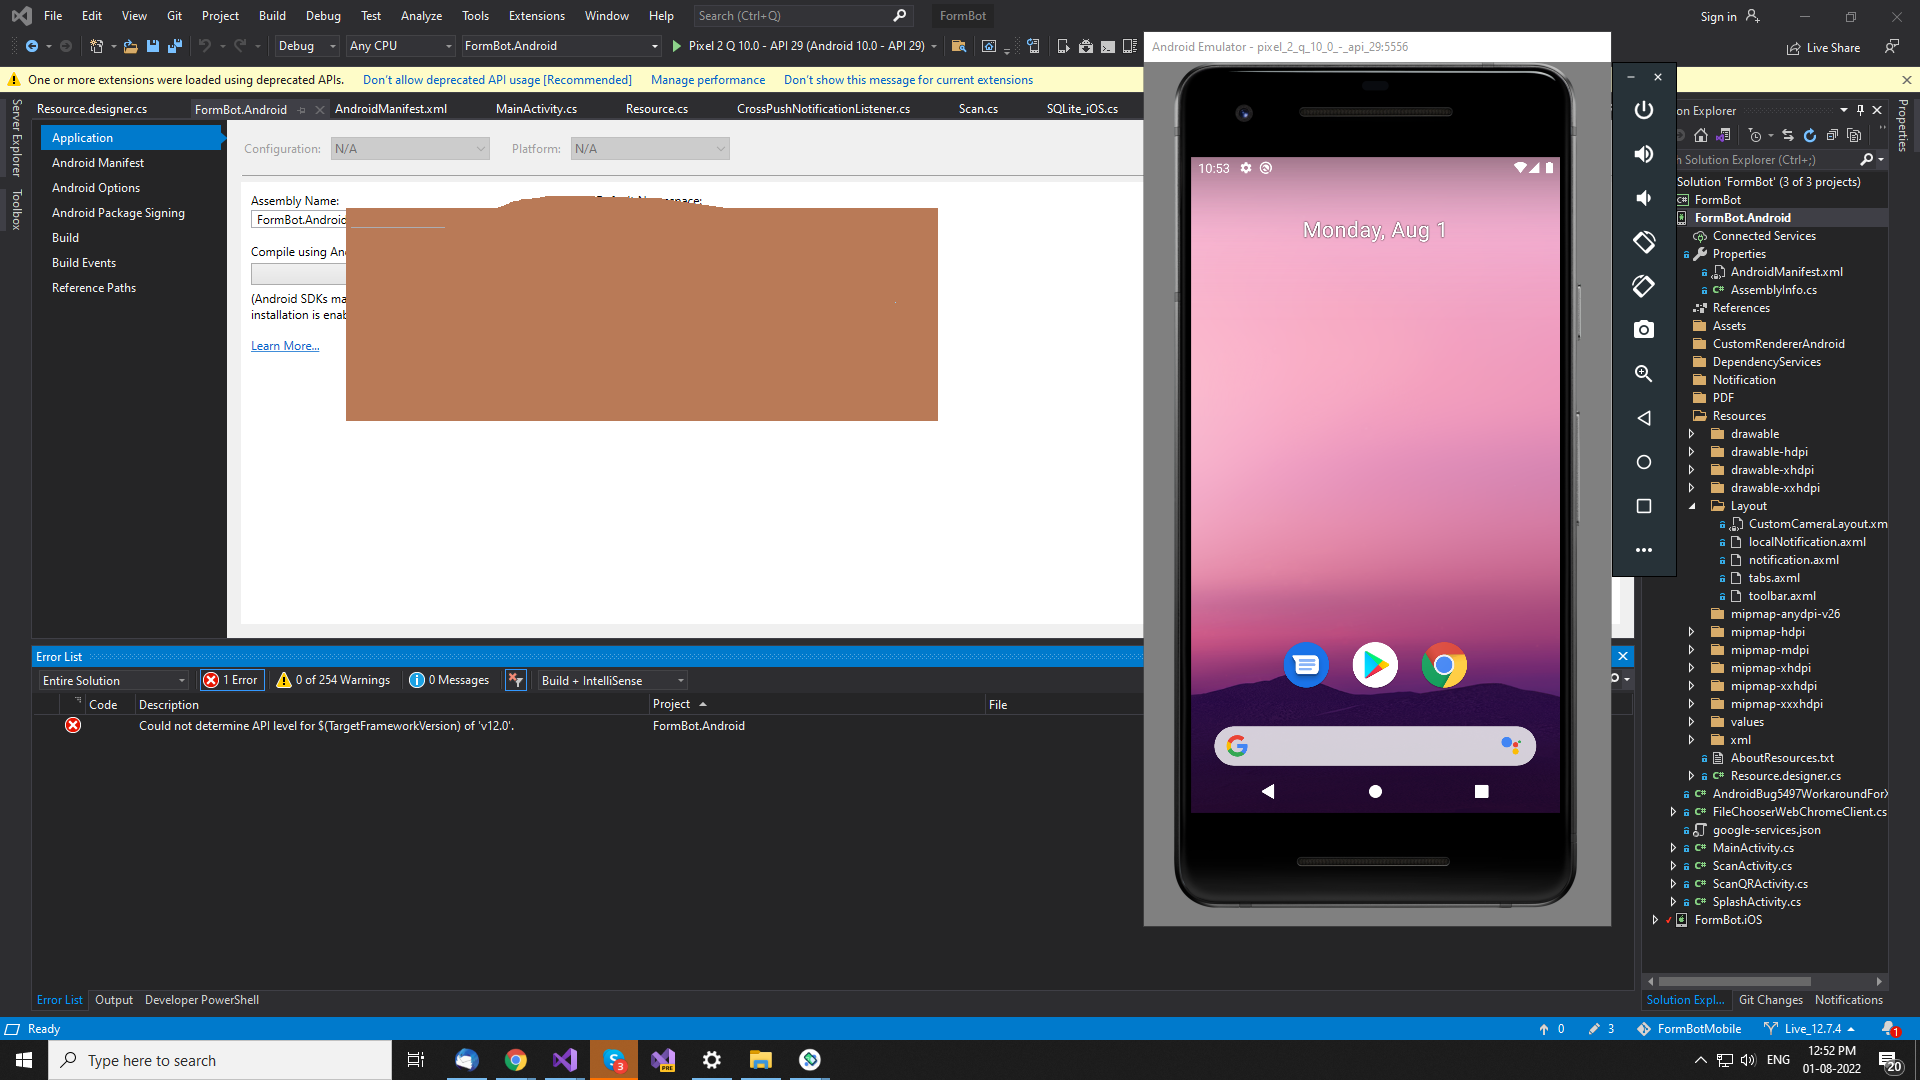 File Edit View Git Project Build Debug Test Analyze Tools Extensions Window Help Search (Ctrl+Q) FormBot Sign in
Debug Any CPU FormBot.Android Pixel 2 Q 10.0 - API 29 (Android 10.0 - API 29) Live Share
Android Emulator - pixel_2_q_10_0_-_api_29:5556
One or more extensions were loaded using deprecated APIs. Don't allow deprecated API usage [Recommended] Manage performance Don't show this message for current extensions
Resource.designer.cs FormBot.Android AndroidManifest.xml MainActivity.cs Resource.cs CrossPushNotificationListener.cs Scan.cs SQLite_iOS.cs
Server Explorer
Toolbox
Application
Android Manifest
Android Options
Android Package Signing
Build
Build Events
Reference Paths
Configuration: N/A Platform: N/A
Assembly Name:
FormBot.Android
Compile using
(Android SDKs
installation is
Learn More...
10:53
Monday, Aug 1
Explorer
Properties
Solution Explorer (Ctrl+;)
Solution 'FormBot' (3 of 3 projects)
FormBot
FormBot.Android
Connected Services
Properties
AndroidManifest.xml
AssemblyInfo.cs
References
Assets
CustomRendererAndroid
DependencyServices
Notification
PDF
Resources
drawable
drawable-hdpi
drawable-xhdpi
drawable-xxhdpi
Layout
CustomCameraLayout.xm
localNotification.axml
notification.axml
tabs.axml
toolbar.axml
mipmap-anydpi-v26
mipmap-hdpi
mipmap-mdpi
mipmap-xhdpi
mipmap-xxhdpi
mipmap-xxxhdpi
values
xml
AboutResources.txt
Resource.designer.cs
AndroidBug5497WorkaroundForX
FileChooserWebChromeClient.cs
google-services.json
MainActivity.cs
ScanActivity.cs
ScanQRActivity.cs
SplashActivity.cs
FormBot.iOS
Solution Expl... Git Changes Notifications
Error List
Entire Solution 1 Error 0 of 254 Warnings 0 Messages Build + IntelliSense
Code Description Project File
Could not determine API level for $(TargetFrameworkVersion) of 'v12.0'. FormBot.Android
Error List Output Developer PowerShell
Ready 0 3 FormBotMobile Live_12.7.4 1
Type here to search 3 PRE ENG 12:52 PM
01-08-2022 20